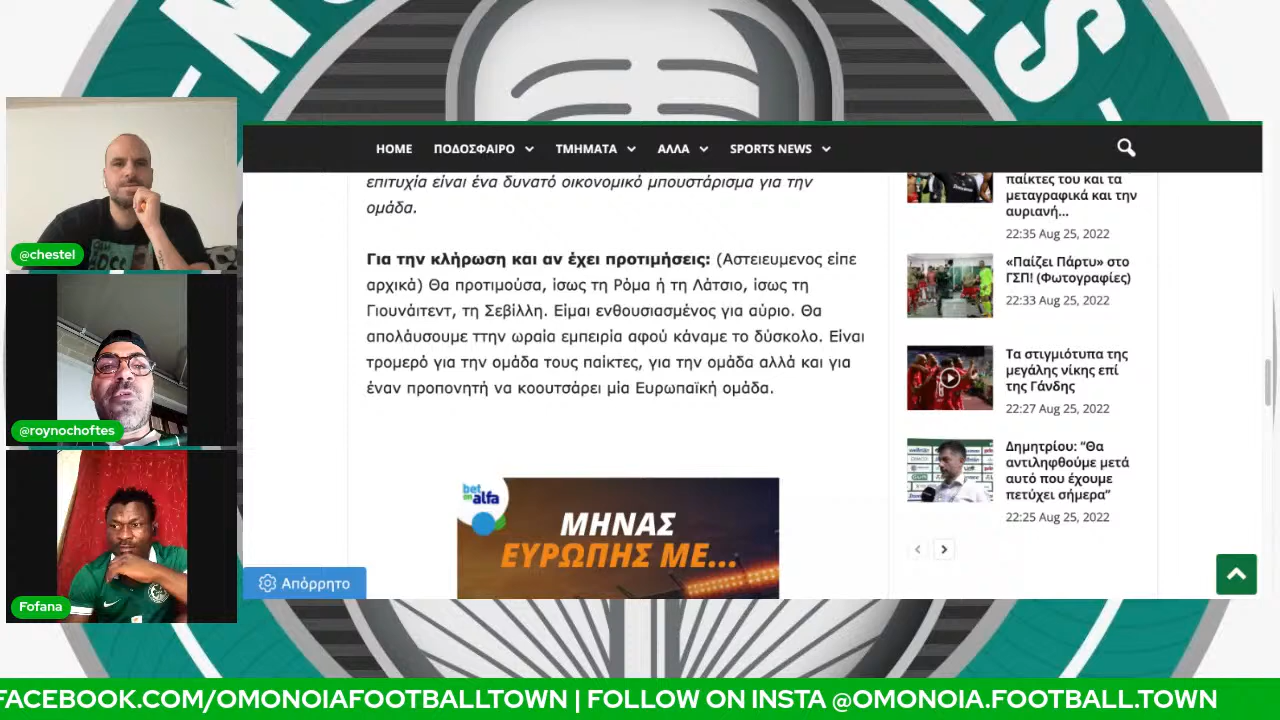 NO
ES
HOME ΠΟΔΟΣΦΑΙΡΟ ΤΜΗΜΑΤΑ ΑΛΛΑ SPORTS NEWS
επιτυχία είναι ένα δυνατό οικονομικό μπουστάρισμα για την
ομάδα.
Για την κλήρωση και αν έχει προτιμήσεις: (Αστειευμενος είπε
αρχικά) Θα προτιμούσα, ίσως τη Ρόμα ή τη Λάτσιο, ίσως τη
Γιουνάιτεντ, τη Σεβίλλη. Είμαι ενθουσιασμένος για αύριο. Θα
απολάυσουμε ττην ωραία εμπειρία αφού κάναμε το δύσκολο. Είναι
τρομερό για την ομάδα τους παίκτες, για την ομάδα αλλά και για
έναν προπονητή να κοουτσάρει μία Ευρωπαϊκή ομάδα.
bet on alfa
ΜΗΝΑΣ
ΕΥΡΩΠΗΣ ΜΕ...
Απόρρητο
παίκτες του και τα
μεταγραφικά και την
αυριανή...
22:35 Aug 25, 2022
«Παίζει Πάρτυ» στο
ΓΣΠ! (Φωτογραφίες)
22:33 Aug 25, 2022
Τα στιγμιότυπα της
μεγάλης νίκης επί
της Γάνδης
22:27 Aug 25, 2022
Δημητρίου: “Θα
αντιληφθούμε μετά
αυτό που έχουμε
πετύχει σήμερα”
22:25 Aug 25, 2022
@chestel
@roynochoftes
Fofana
FACEBOOK.COM/OMONOIAFOOTBALLTOWN | FOLLOW ON INSTA @OMONOIA.FOOTBALL.TOWN